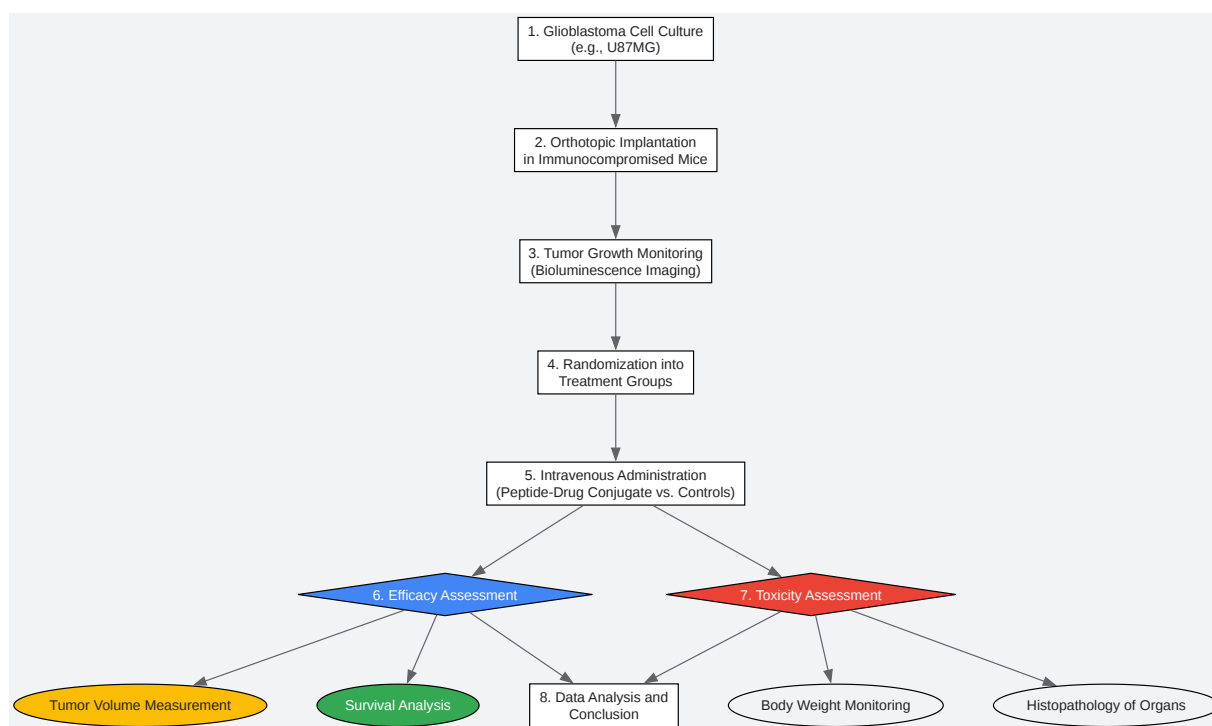 1. Glioblastoma Cell Culture
(e.g., U87MG)
2. Orthotopic Implantation
in Immunocompromised Mice
3. Tumor Growth Monitoring
(Bioluminescence Imaging)
4. Randomization into
Treatment Groups
5. Intravenous Administration
(Peptide-Drug Conjugate vs. Controls)
6. Efficacy Assessment
7. Toxicity Assessment
Tumor Volume Measurement
Survival Analysis
8. Data Analysis and
Conclusion
Body Weight Monitoring
Histopathology of Organs